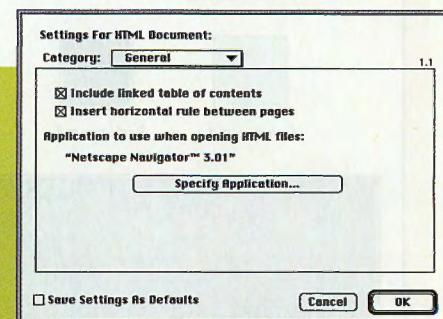 Settings For HTML Document:
Category: General
1.1
Include linked table of contents
Insert horizontal rule between pages
Application to use when opening HTML files:
"Netscape Navigator™ 3.01"
Specify Application...
Save Settings As Defaults
Cancel
OK